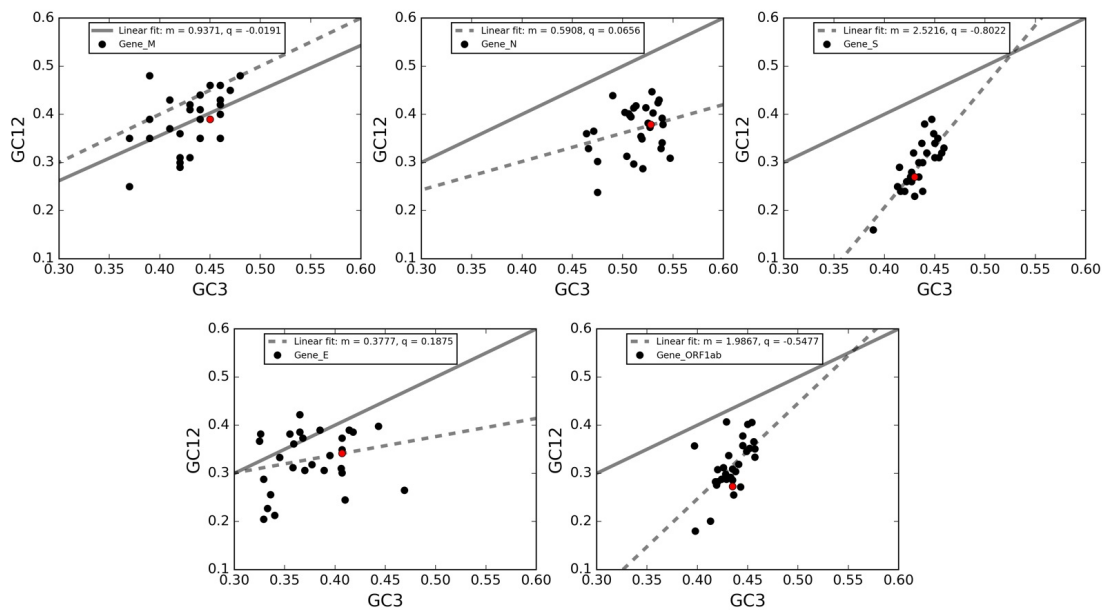 Linear fit: m = 0.9371, q = -0.0191
Gene_M
0.6
0.5
0.4
0.3
0.2
0.1
GC12
0.30 0.35 0.40 0.45 0.50 0.55 0.60
GC3
Linear fit: m = 0.5908, q = 0.0656
Gene_N
0.6
0.5
0.4
0.3
0.2
0.1
GC12
0.30 0.35 0.40 0.45 0.50 0.55 0.60
GC3
Linear fit: m = 2.5216, q = -0.8022
Gene_S
0.6
0.5
0.4
0.3
0.2
0.1
GC12
0.30 0.35 0.40 0.45 0.50 0.55 0.60
GC3
Linear fit: m = 0.3777, q = 0.1875
Gene_E
0.6
0.5
0.4
0.3
0.2
0.1
GC12
0.30 0.35 0.40 0.45 0.50 0.55 0.60
GC3
Linear fit: m = 1.9867, q = -0.5477
Gene_ORF1ab
0.6
0.5
0.4
0.3
0.2
0.1
GC12
0.30 0.35 0.40 0.45 0.50 0.55 0.60
GC3